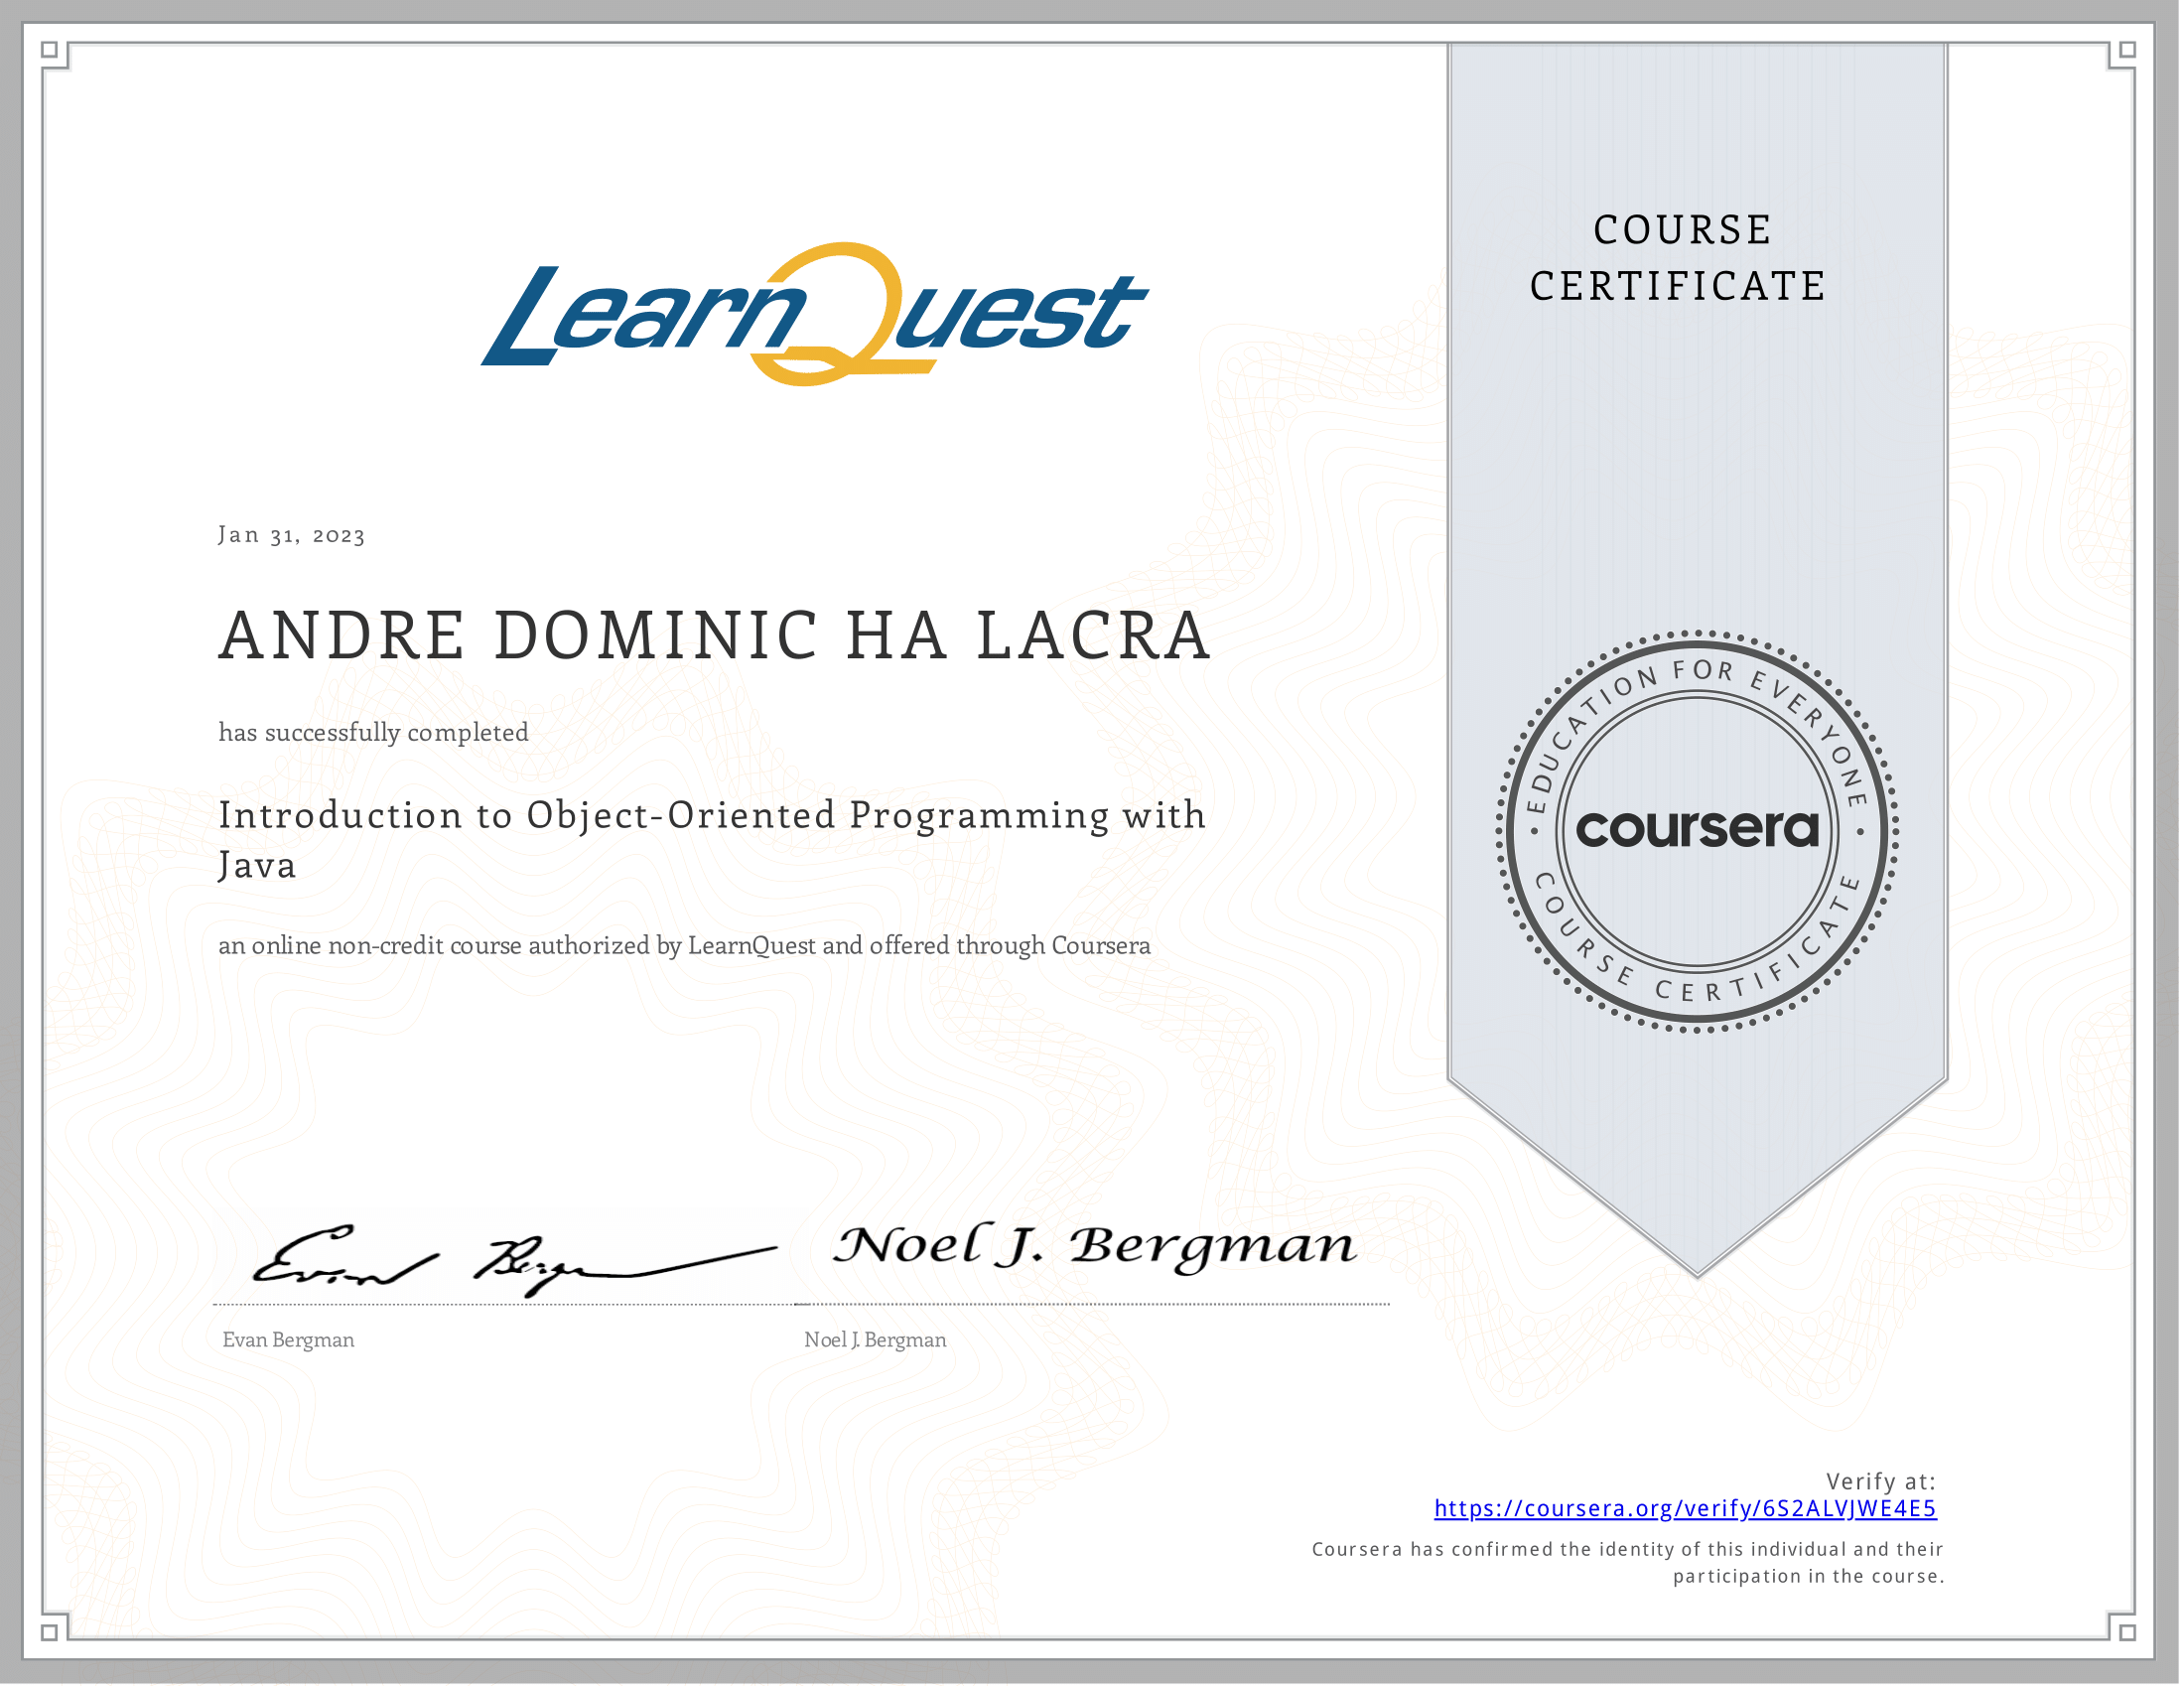 LearnQuest
COURSE
CERTIFICATE
Jan 31, 2023
ANDRE DOMINIC HA LACRA
has successfully completed
Introduction to Object-Oriented Programming with
Java
an online non-credit course authorized by LearnQuest and offered through Coursera
EDUCATION FOR EVERYONE
coursera
COURSE CERTIFICATE
Evan Bergman
Noel J. Bergman
Evan Bergman
Noel J. Bergman
Verify at:
https://coursera.org/verify/6S2ALVJWE4E5
Coursera has confirmed the identity of this individual and their
participation in the course.